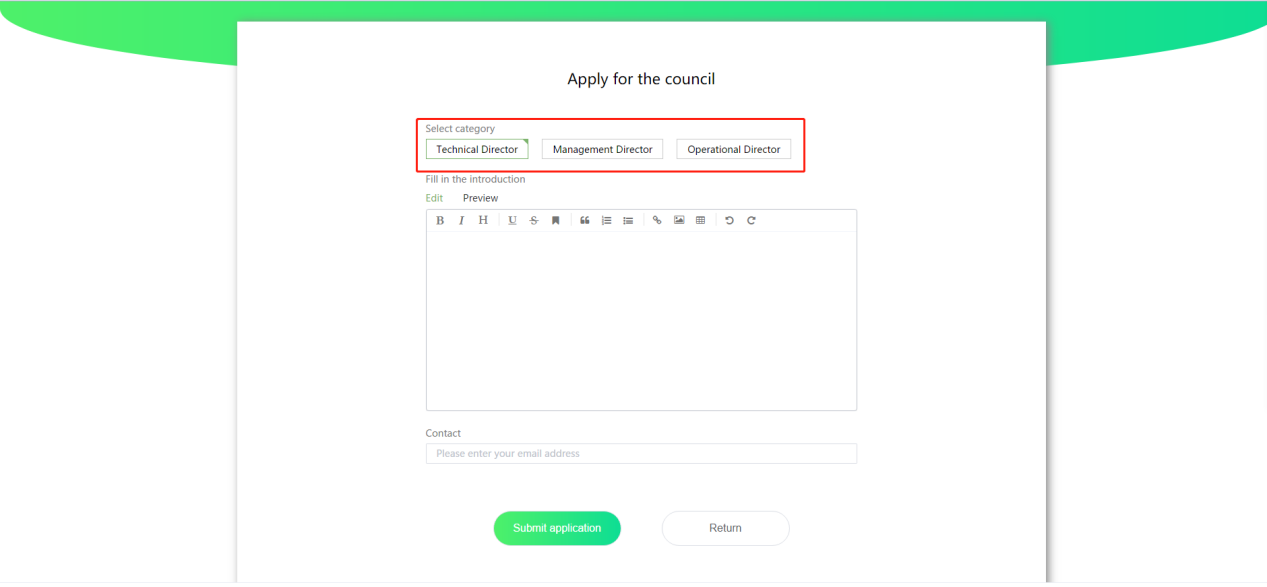 Apply for the council
Select category
Technical Director Management Director Operational Director
Fill in the introduction
Edit Preview
B I H U S
Contact
Please enter your email address
Submit application Return